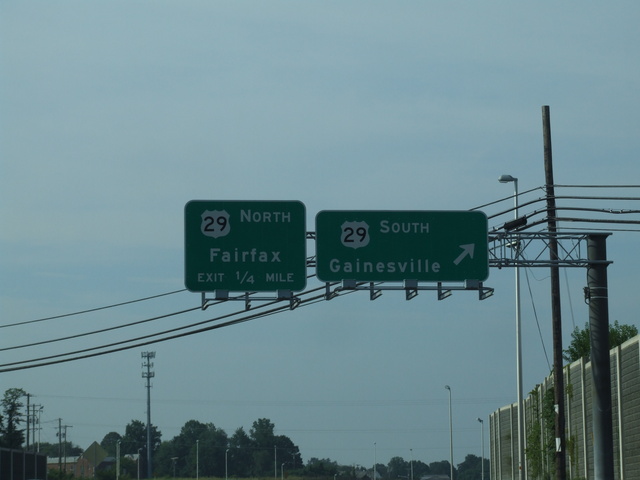 29 NORTH
Fairfax
EXIT 1/4 MILE
29 SOUTH
Gainesville